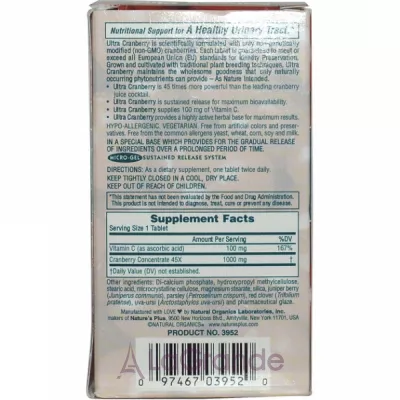 Nutritional Support for A Healthy Urinary Tract.*
Ultra Cranberry is scientifically formulated with only non-genetically
modified (non-GMO) cranberries. Each tablet is guaranteed to meet or
exceed all European Union (EU) standards for Identity Preservation.
Grown and cultivated with traditional plant breeding techniques, Ultra
Cranberry maintains the wholesome goodness that only naturally
occurring phytonutrients can provide — As Nature Intended.
• Ultra Cranberry is 45 times more powerful than the leading cranberry
juice cocktail.
• Ultra Cranberry is sustained release for maximum bioavailability.
• Ultra Cranberry supplies 100 mg of Vitamin C.
• Ultra Cranberry provides a highly active herbal base for maximum results.
HYPO-ALLERGENIC, VEGETARIAN. Free from artificial colors and preserva-
tives. Free from the common allergens yeast, wheat, corn, soy and milk.
IN A SPECIAL BASE WHICH PROVIDES FOR THE GRADUAL RELEASE
OF INGREDIENTS OVER A PROLONGED PERIOD OF TIME.
MICRO-GEL SUSTAINED RELEASE SYSTEM
DIRECTIONS: As a dietary supplement, one tablet twice daily.
KEEP TIGHTLY CLOSED IN A COOL, DRY PLACE.
KEEP OUT OF REACH OF CHILDREN.
*This statement has not been evaluated by the Food and Drug Administration.
This product is not intended to diagnose, treat, cure or prevent any disease.
Supplement Facts
Serving Size 1 Tablet
Amount Per Serving %DV
Vitamin C (as ascorbic acid) 100 mg 167%
Cranberry Concentrate 45X 1000 mg †
†Daily Value (DV) not established.
Other ingredients: Di-calcium phosphate, hydroxypropyl methylcellulose,
stearic acid, microcrystalline cellulose, magnesium stearate, silica, juniper berry
(Juniperus communis), parsley (Petroselinum crispum), red clover (Trifolium
pratense), uva-ursi (Arctostaphylos uva-ursi) and pharmaceutical glaze.
Manufactured with LOVE ♥ by Natural Organics Laboratories, Inc.
makers of Nature's Plus, 9500 New Horizons Blvd., Amityville, New York 11701, USA
©NATURAL ORGANICS® www.naturesplus.com
PRODUCT NO. 3952
0 97467 03952 0